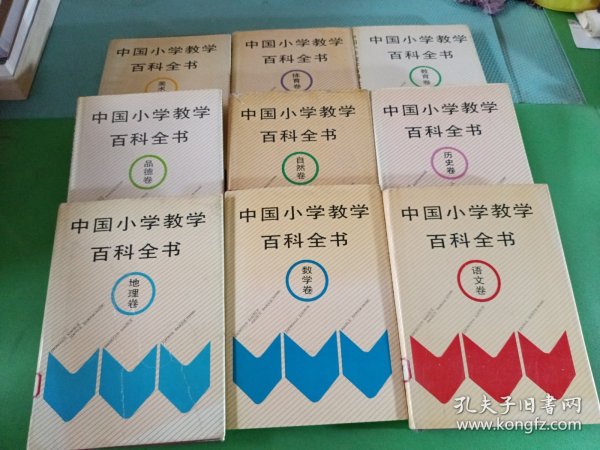 中国小学教学
百科全书
美术
中国小学教学
百科全书
体育卷
中国小学教学
百科全书
教育卷
中国小学教学
百科全书
品德卷
中国小学教学
百科全书
自然卷
中国小学教学
百科全书
历史卷
中国小学教学
百科全书
地理卷
中国小学教学
百科全书
数学卷
中国小学教学
百科全书
语文卷
孔夫子旧书网
www.kongfz.com